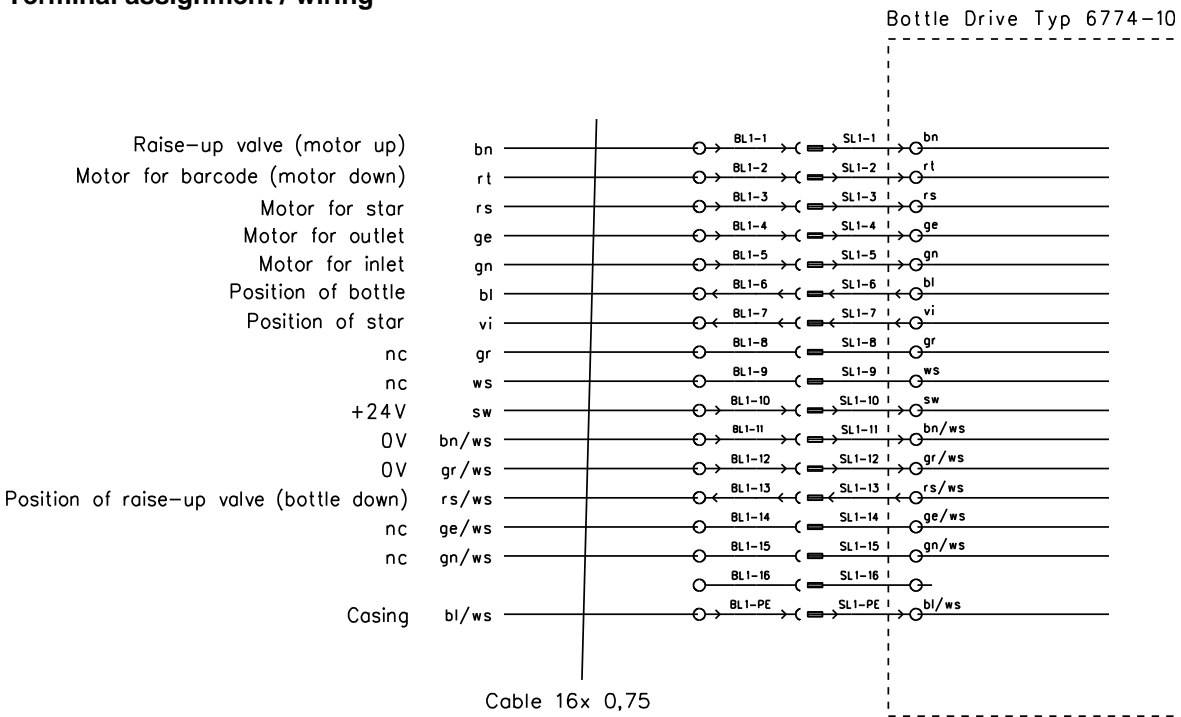 Terminal assignment / wiring
Bottle Drive Typ 6774-10
Raise-up valve (motor up) bn BL1-1 SL1-1 bn
Motor for barcode (motor down) rt BL1-2 SL1-2 rt
Motor for star rs BL1-3 SL1-3 rs
Motor for outlet ge BL1-4 SL1-4 ge
Motor for inlet gn BL1-5 SL1-5 gn
Position of bottle bl BL1-6 SL1-6 bl
Position of star vi BL1-7 SL1-7 vi
nc gr BL1-8 SL1-8 gr
nc ws BL1-9 SL1-9 ws
+24V sw BL1-10 SL1-10 sw
0V bn/ws BL1-11 SL1-11 bn/ws
0V gr/ws BL1-12 SL1-12 gr/ws
Position of raise-up valve (bottle down) rs/ws BL1-13 SL1-13 rs/ws
nc ge/ws BL1-14 SL1-14 ge/ws
nc gn/ws BL1-15 SL1-15 gn/ws
BL1-16 SL1-16
Casing bl/ws BL1-PE SL1-PE bl/ws
Cable 16x 0,75